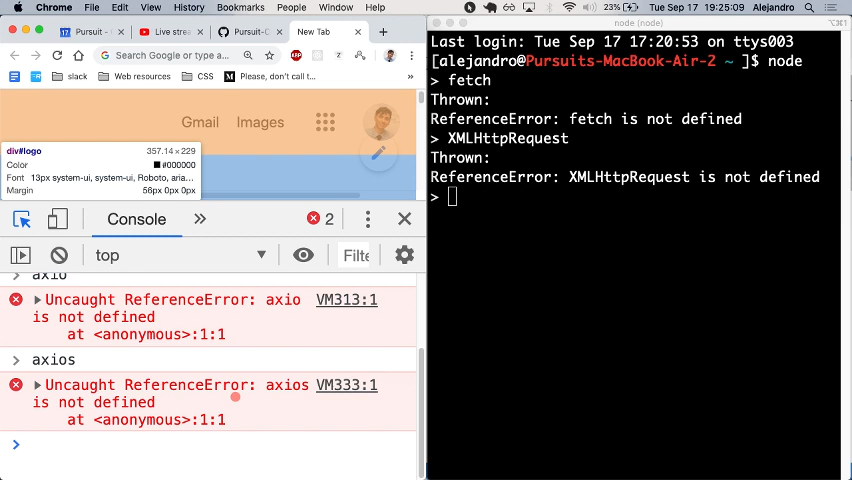 Chrome File Edit View History Bookmarks People Window Help 23% Tue Sep 17 19:25:09 Alejandro
Pursuit -
Live stream
Pursuit-C
New Tab
Search Google or type a...
slack
Web resources
CSS
Please, don't call t...
Gmail Images
div#logo 357.14 × 229
Color #000000
Font 13px system-ui, system-ui, Roboto, aria...
Margin 56px 0px 0px
Console 2
top Filte
axio
Uncaught ReferenceError: axio VM313:1
is not defined
at <anonymous>:1:1
axios
Uncaught ReferenceError: axios VM333:1
is not defined
at <anonymous>:1:1
node (node)
Last login: Tue Sep 17 17:20:53 on ttys003
[alejandro@Pursuits-MacBook-Air-2 ~ ]$ node
> fetch
Thrown:
ReferenceError: fetch is not defined
> XMLHttpRequest
Thrown:
ReferenceError: XMLHttpRequest is not defined
>